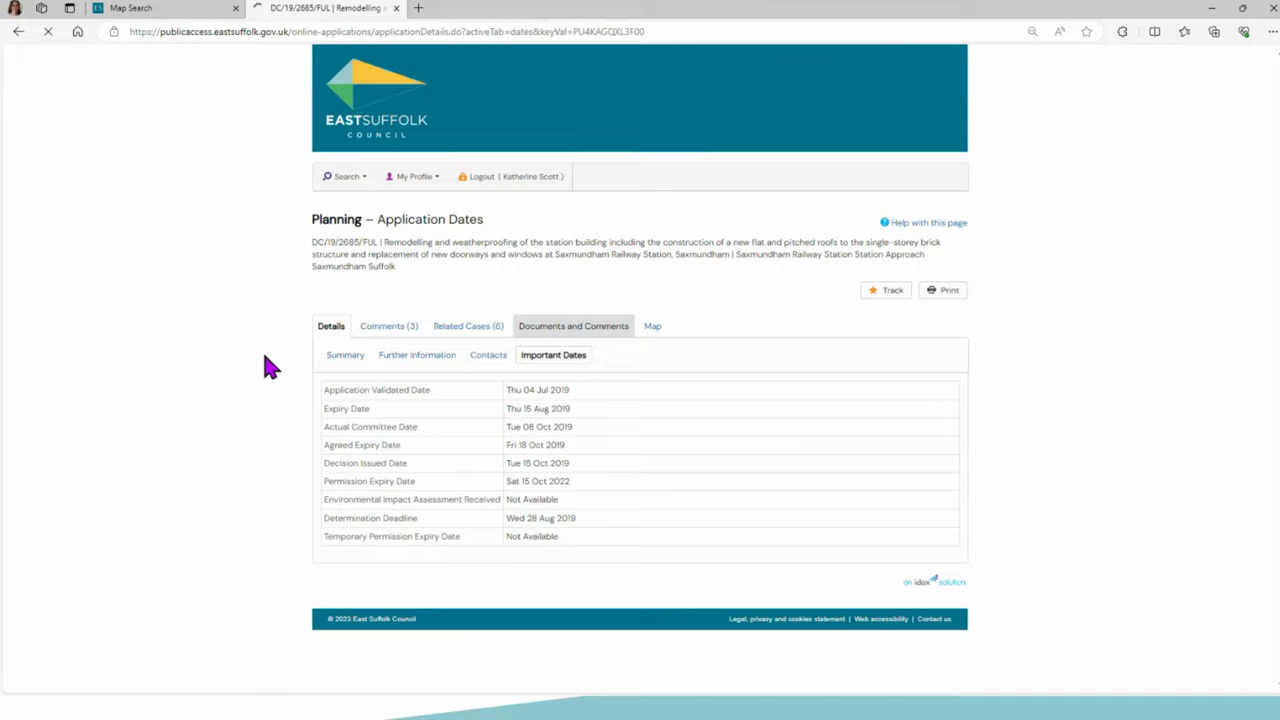 Map Search
DC/19/2685/FUL | Remodelling a
https://publicaccess.eastsuffolk.gov.uk/online-applications/applicationDetails.do?activeTab=dates&keyVal=PU4KAGQXL3F00
EASTSUFFOLK
COUNCIL
Search
My Profile
Logout ( Katherine Scott )
Planning – Application Dates
Help with this page
DC/19/2685/FUL | Remodelling and weatherproofing of the station building including the construction of a new flat and pitched roofs to the single-storey brick
structure and replacement of new doorways and windows at Saxmundham Railway Station, Saxmundham | Saxmundham Railway Station Station Approach
Saxmundham Suffolk
Track
Print
Details
Comments (3)
Related Cases (6)
Documents and Comments
Map
Summary
Further Information
Contacts
Important Dates
Application Validated Date Thu 04 Jul 2019
Expiry Date Thu 15 Aug 2019
Actual Committee Date Tue 08 Oct 2019
Agreed Expiry Date Fri 18 Oct 2019
Decision Issued Date Tue 15 Oct 2019
Permission Expiry Date Sat 15 Oct 2022
Environmental Impact Assessment Received Not Available
Determination Deadline Wed 28 Aug 2019
Temporary Permission Expiry Date Not Available
an idox solution
© 2023 East Suffolk Council
Legal, privacy and cookies statement | Web accessibility | Contact us